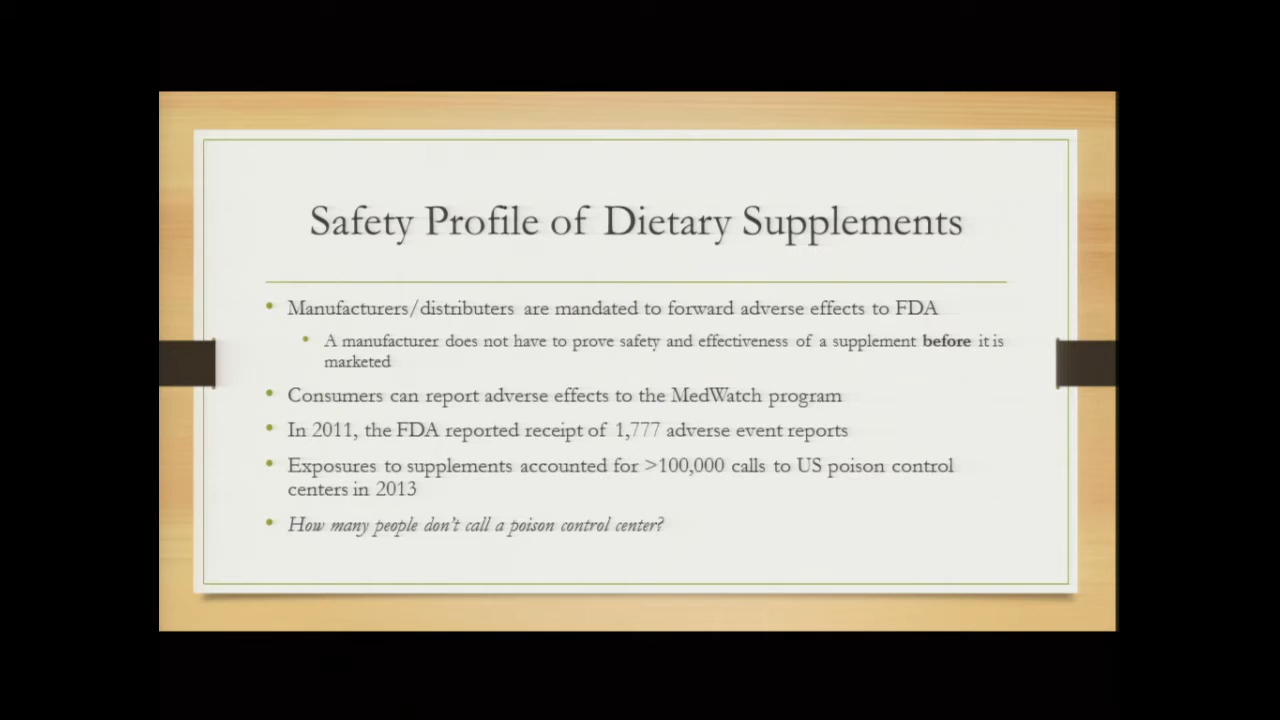 Safety Profile of Dietary Supplements
• Manufacturers/distributers are mandated to forward adverse effects to FDA
• A manufacturer does not have to prove safety and effectiveness of a supplement before it is
marketed
• Consumers can report adverse effects to the MedWatch program
• In 2011, the FDA reported receipt of 1,777 adverse event reports
• Exposures to supplements accounted for >100,000 calls to US poison control
centers in 2013
• How many people don't call a poison control center?